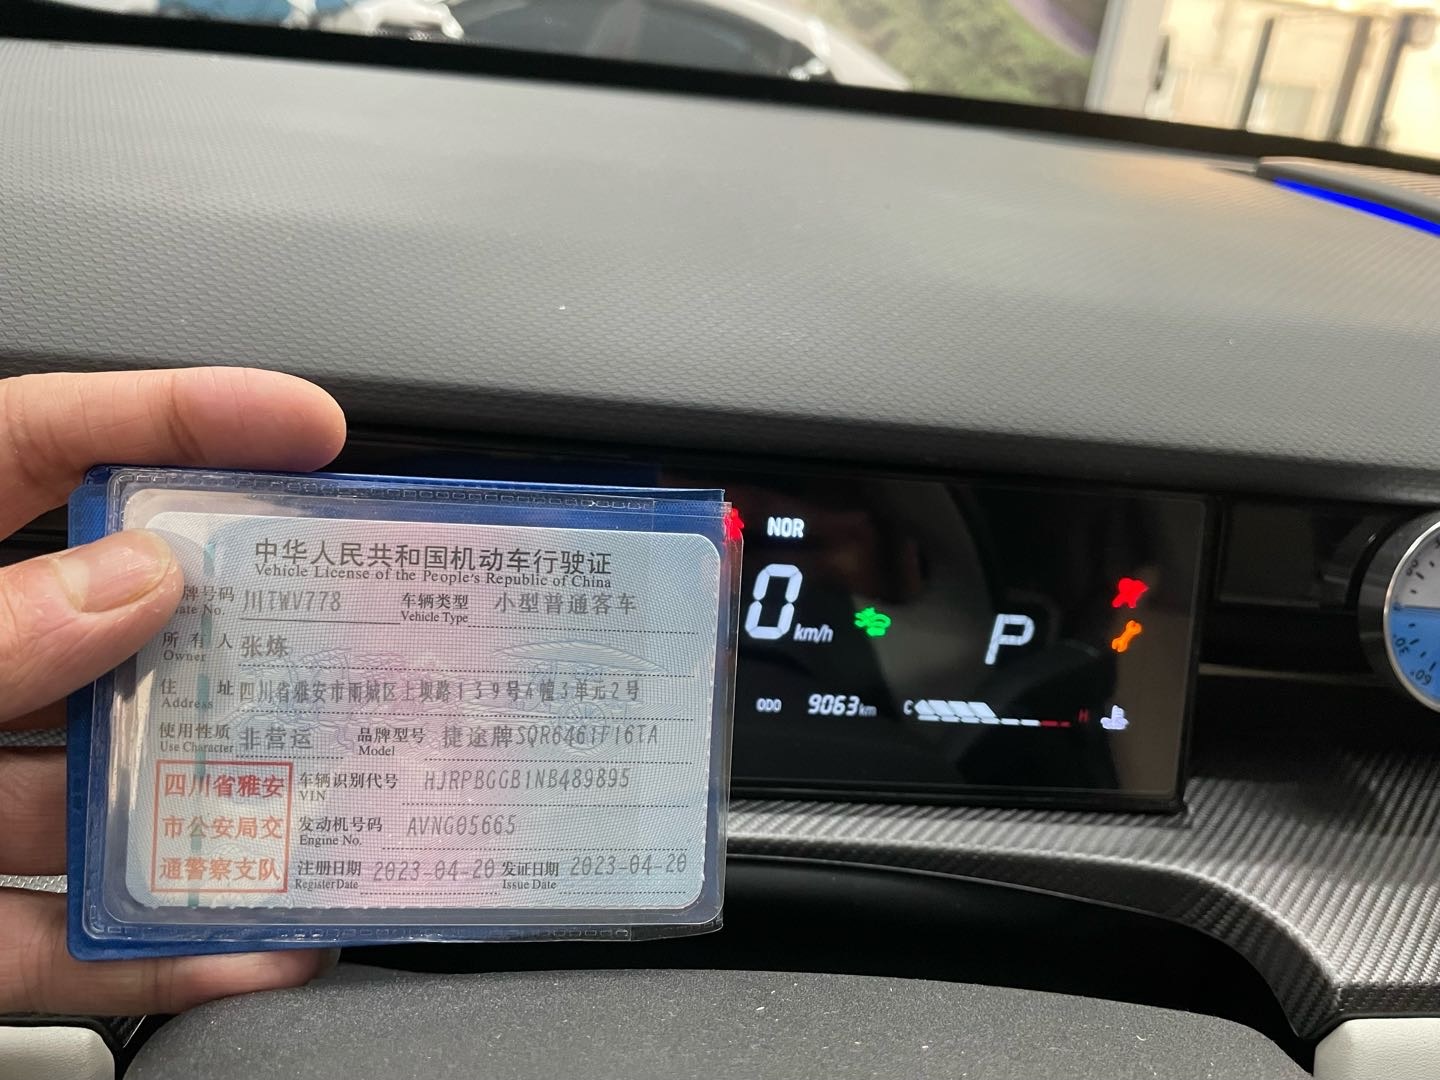 中华人民共和国机动车行驶证
Vehicle License of the People's Republic of China
牌号码 川TWV778 车辆类型 小型普通客车
ate No. Vehicle Type
所有人 张炼
Owner
住址 四川省雅安市雨城区上坝路139号4幢3单元2号
Address
使用性质 非营运 品牌型号 捷途牌SQR6461F16TA
Use Character Model
四川省雅安
市公安局交
通警察支队
车辆识别代号 HJRPBGGB1NB489895
VIN
发动机号码 AVNG05665
Engine No.
注册日期 2023-04-20 发证日期 2023-04-20
Register Date Issue Date
NOR
0 km/h
P
ODO 9063 km
C H